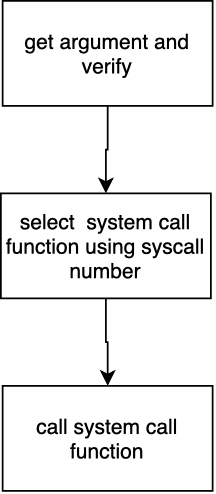 get argument and
verify
select system call
function using syscall
number
call system call
function